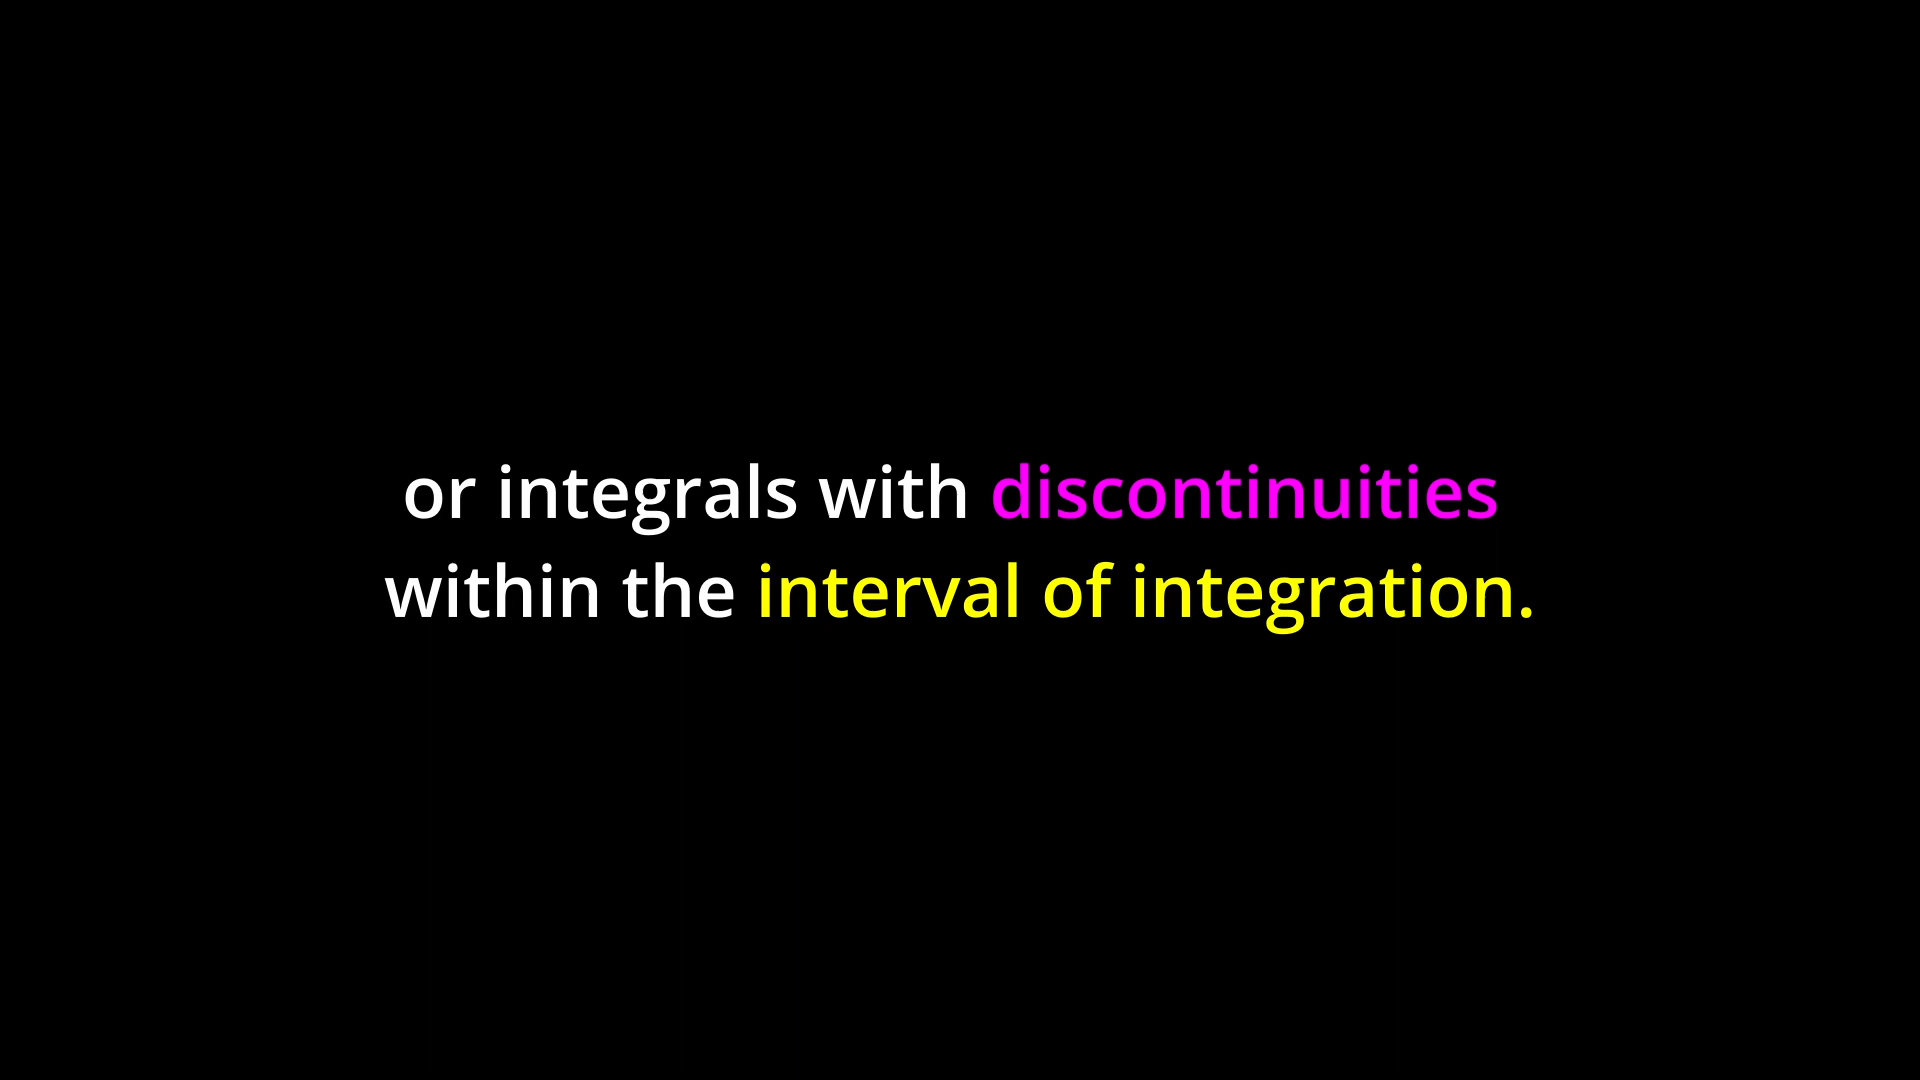 or integrals with discontinuities
within the interval of integration.